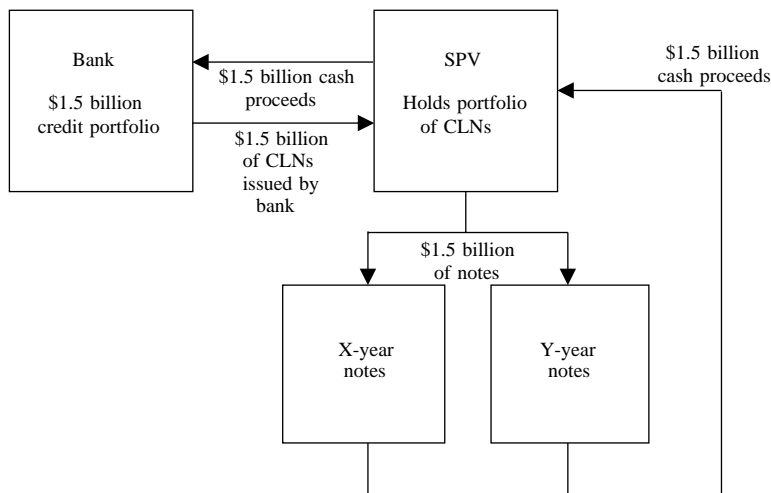 Bank
$1.5 billion
credit portfolio
$1.5 billion cash
proceeds
$1.5 billion
of CLNs
issued by
bank
SPV
Holds portfolio
of CLNs
$1.5 billion
cash proceeds
$1.5 billion
of notes
X-year
notes
Y-year
notes